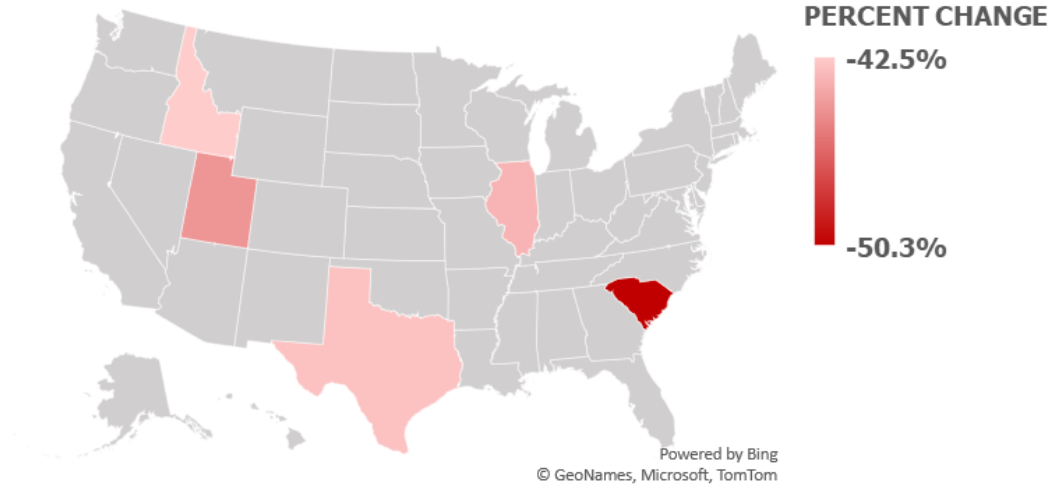 PERCENT CHANGE
-42.5%
-50.3%
Powered by Bing
© GeoNames, Microsoft, TomTom